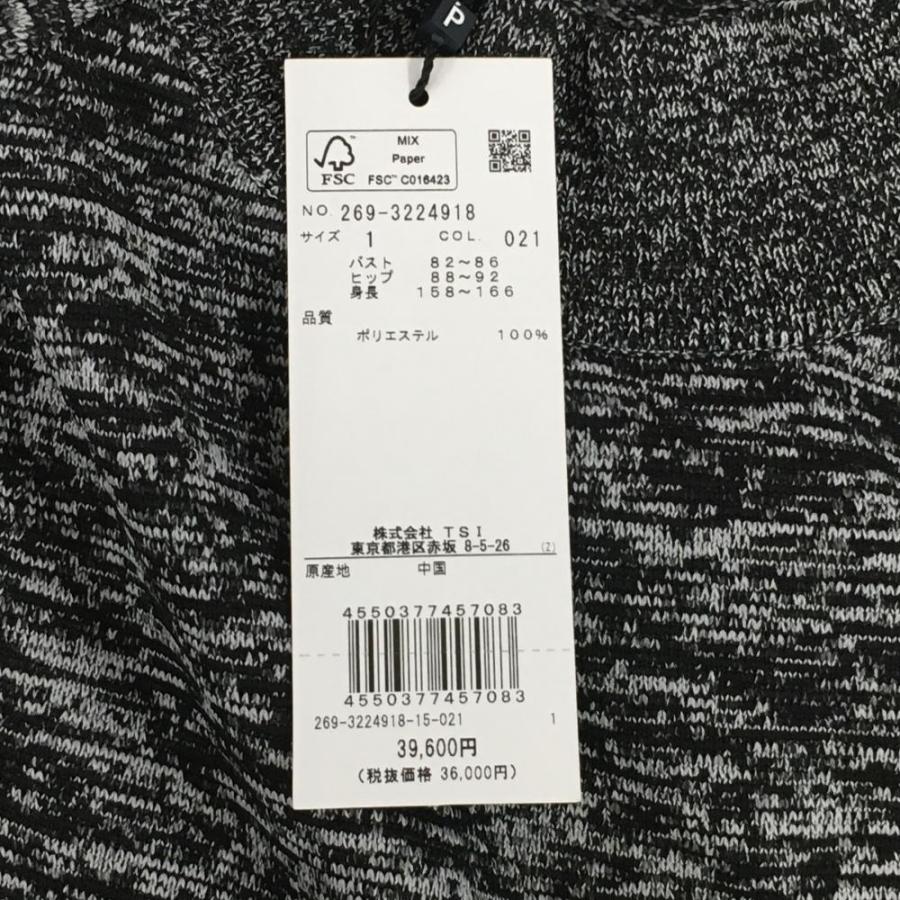 P
MIX
Paper
FSC™ C016423
FSC™
NO. 269-3224918
サイズ 1 COL. 021
バスト 82～86
ヒップ 88～92
身長 158～166
品質
ポリエステル 100%
株式会社 TSI
東京都港区赤坂 8-5-26 (Z)
原産地 中国
4550377457083
4550377457083
269-3224918-15-021 1
39,600円
(税抜価格 36,000円)